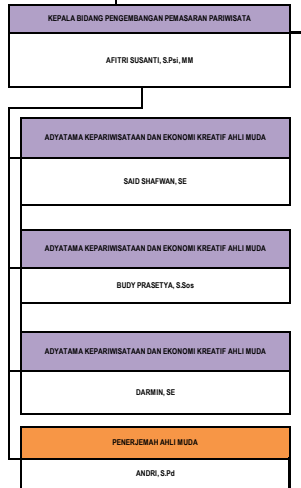 KEPALA BIDANG PENGEMBANGAN PEMASARAN PARIWISATA
AFITRI SUSANTI, S.Psi, MM
ADYATAMA KEPARIWISATAAN DAN EKONOMI KREATIF AHLI MUDA
SAID SHAFWAN, SE
ADYATAMA KEPARIWISATAAN DAN EKONOMI KREATIF AHLI MUDA
BUDY PRASETYA, S.Sos
ADYATAMA KEPARIWISATAAN DAN EKONOMI KREATIF AHLI MUDA
DARMIN, SE
PENERJEMAH AHLI MUDA
ANDRI, S.Pd